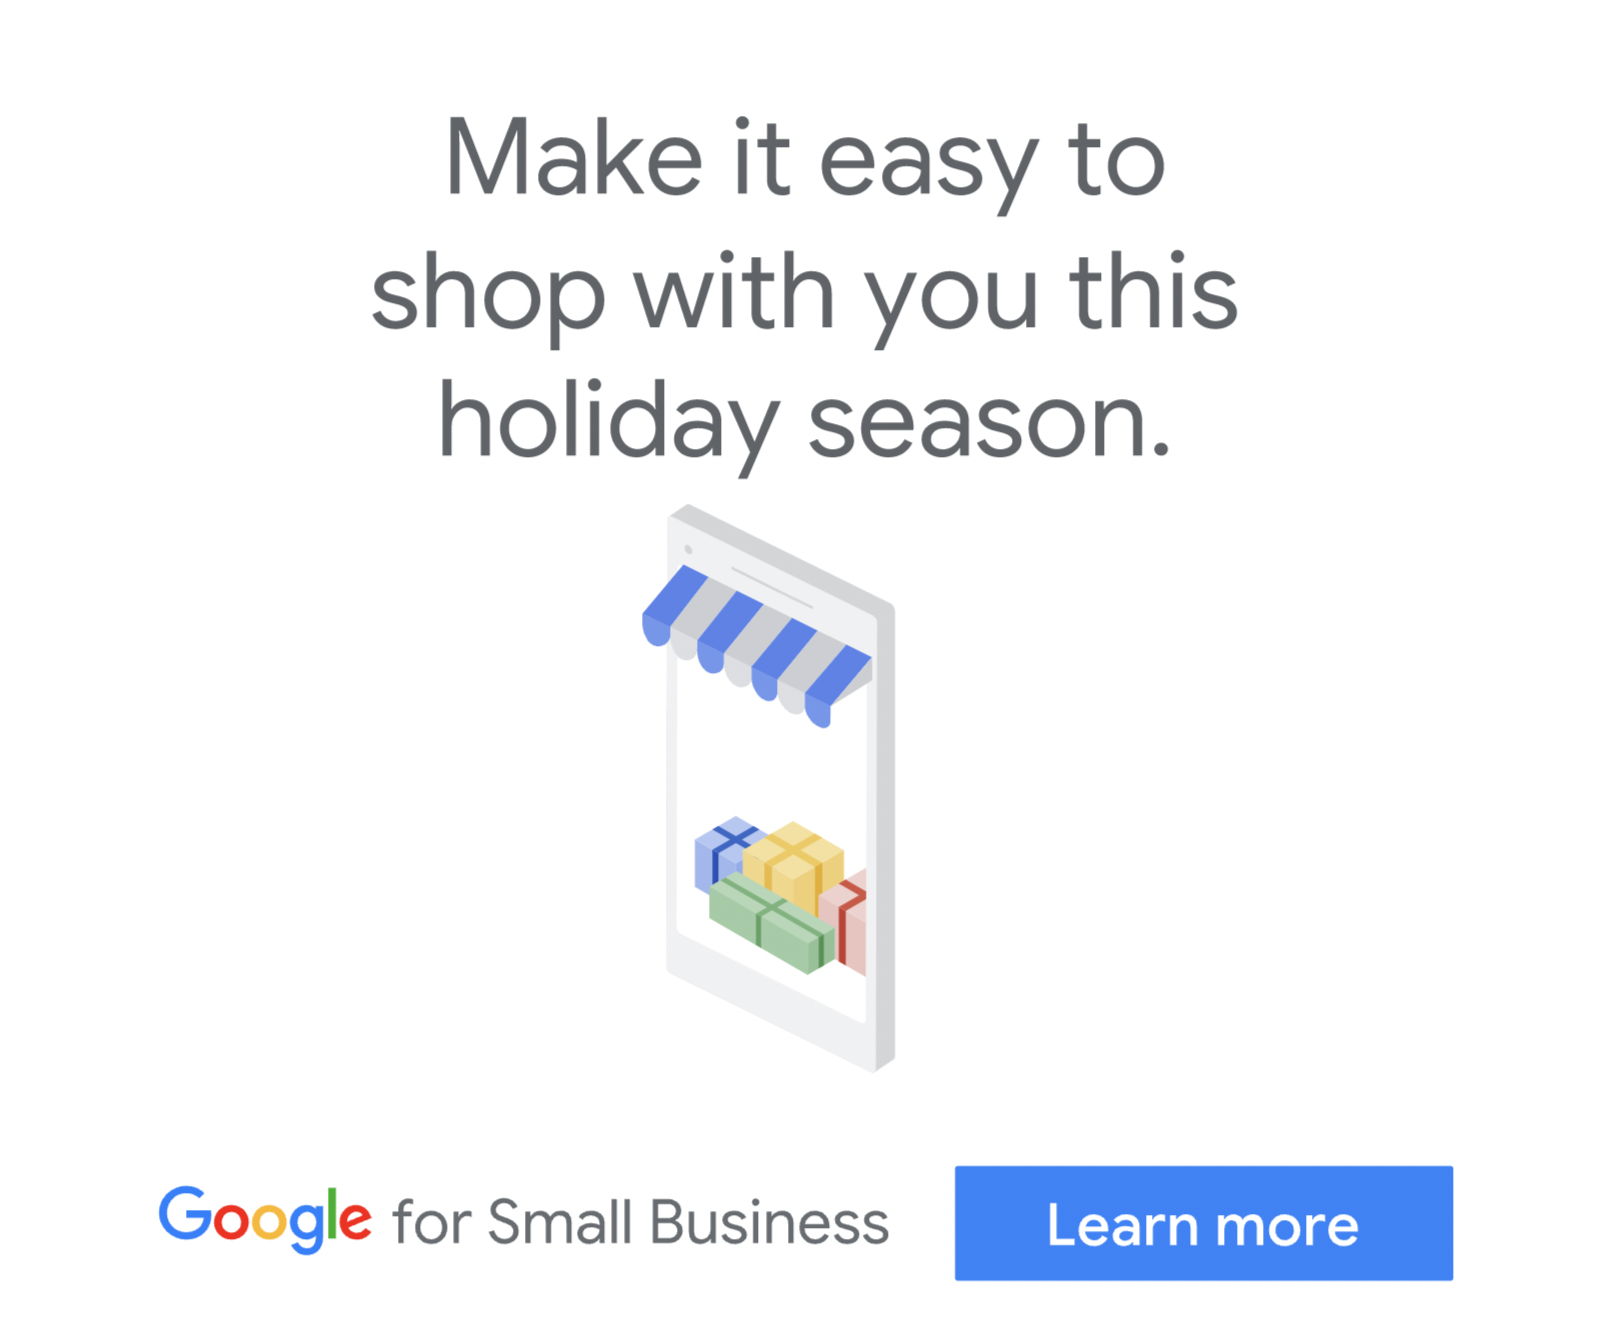 Make it easy to
shop with you this
holiday season.
Google for Small Business
Learn more